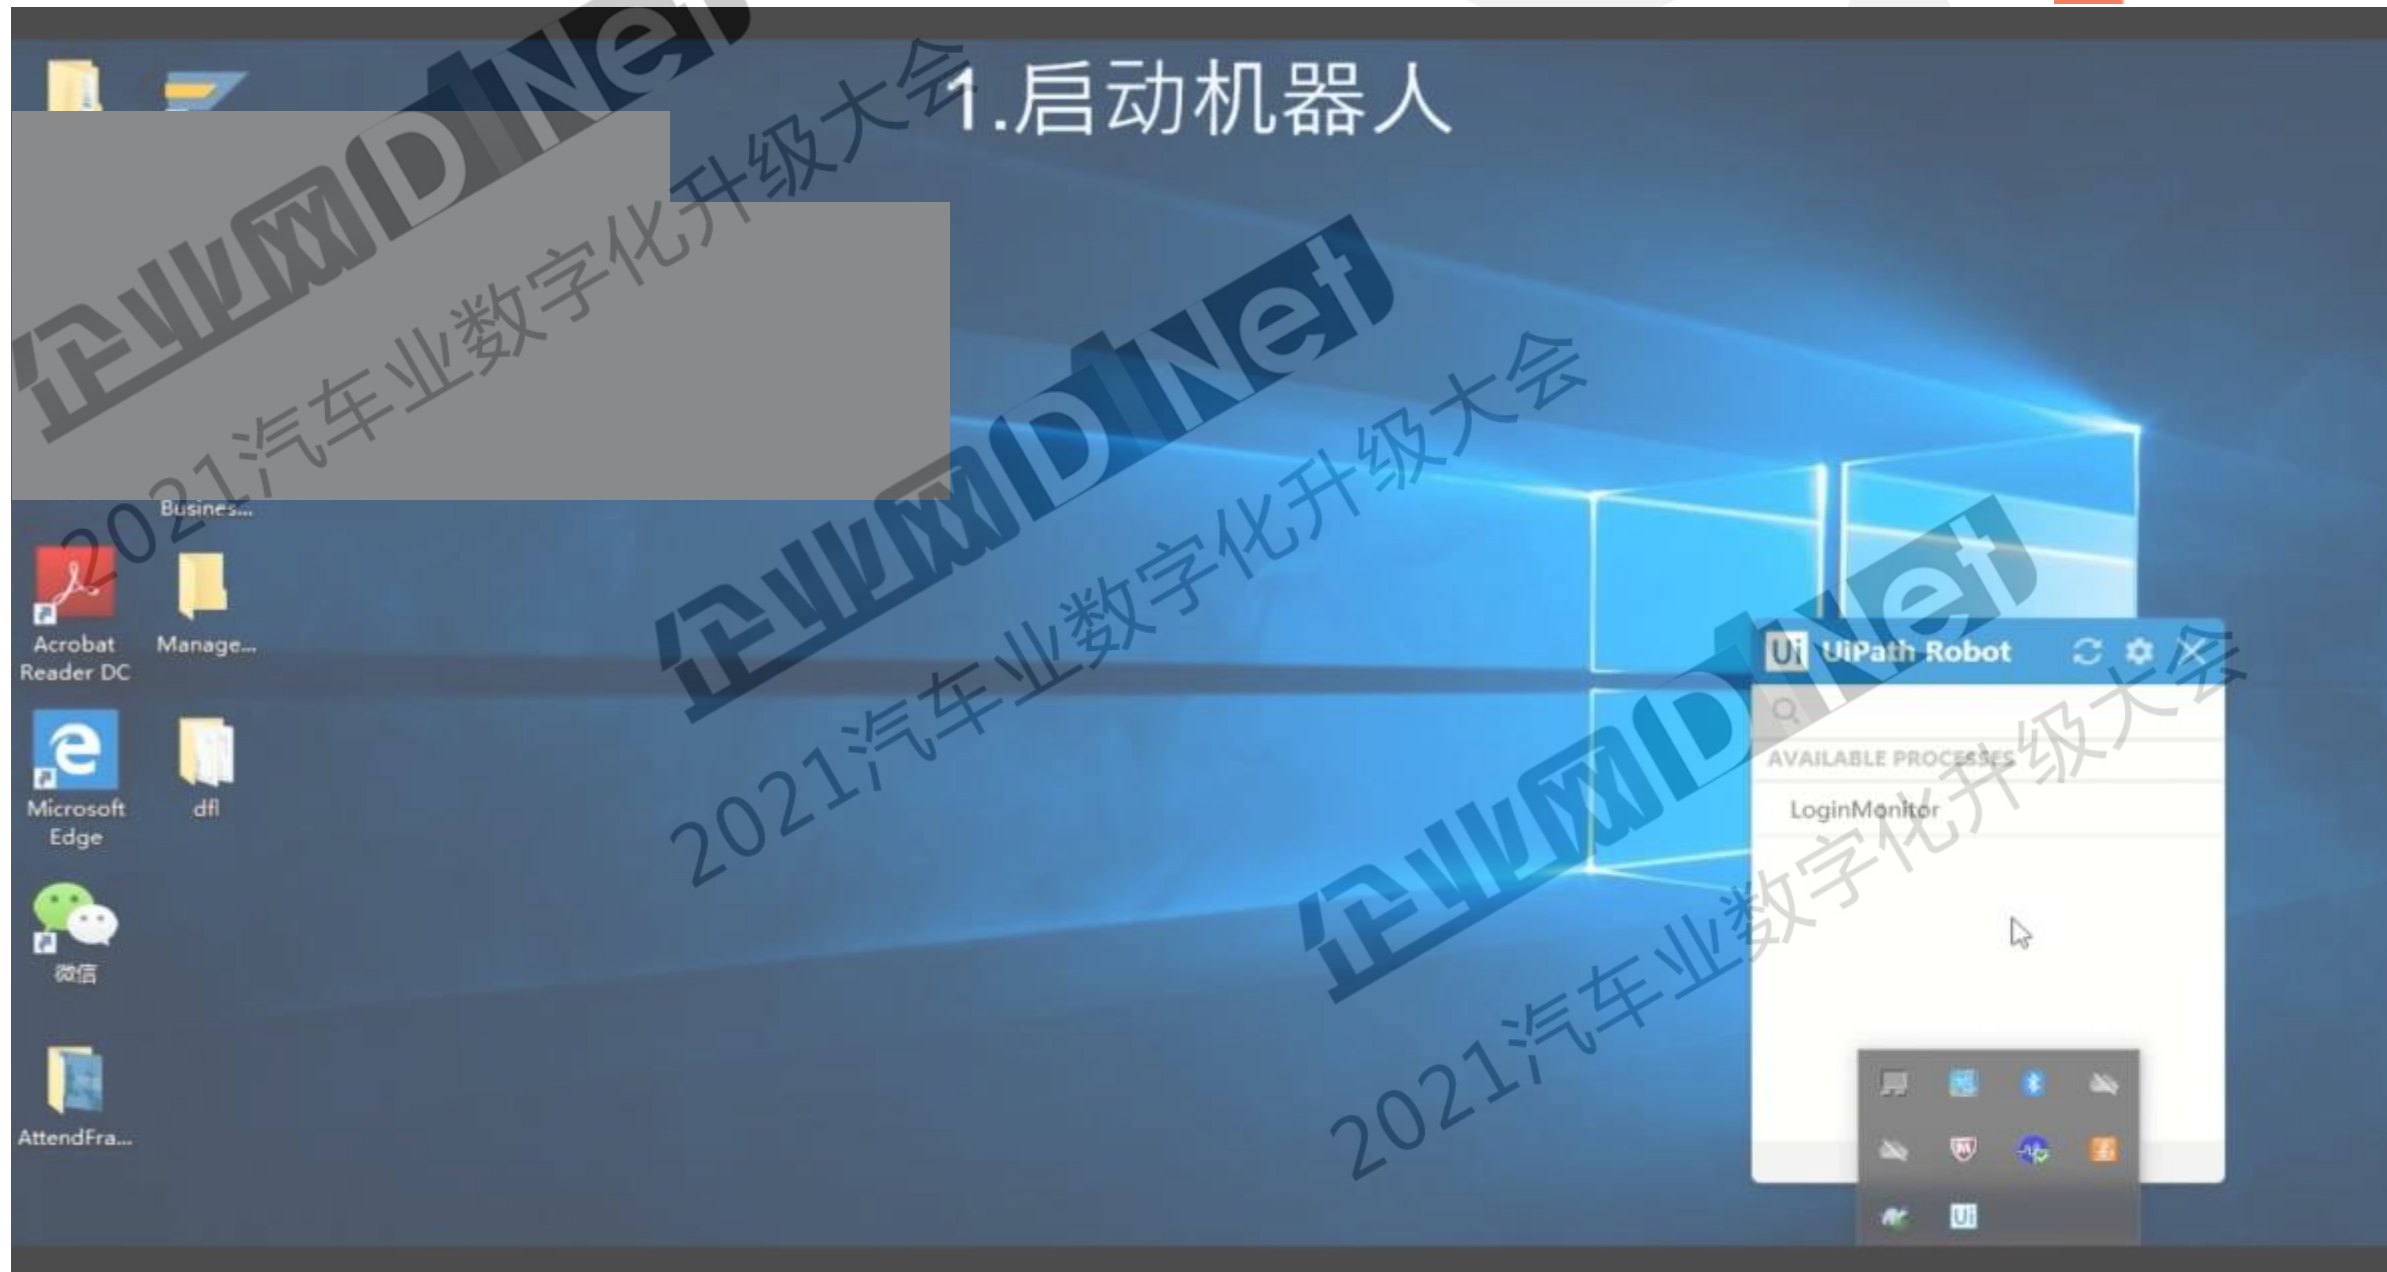 1.启动机器人
企业网D1Net
2021汽车业数字化升级大会
Busines...
Acrobat
Reader DC
Manage...
Microsoft
Edge
dfl
微信
AttendFra...
企业网D1Net
2021汽车业数字化升级大会
Ui UiPath Robot
AVAILABLE PROCESSES
LoginMonitor
企业网D1Net
2021汽车业数字化升级大会
Ui